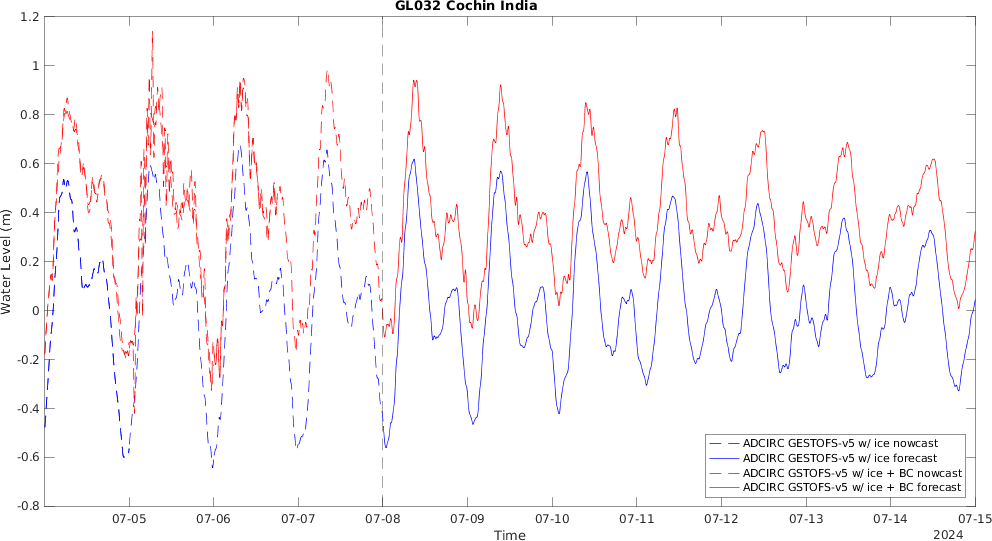 GL032 Cochin India
Water Level (m)
1.2
1
0.8
0.6
0.4
0.2
0
-0.2
-0.4
-0.6
-0.8
07-05 07-06 07-07 07-08 07-09 07-10 07-11 07-12 07-13 07-14 07-15
Time
2024
ADCIRC GESTOFS-v5 w/ ice nowcast
ADCIRC GESTOFS-v5 w/ ice forecast
ADCIRC GSTOFS-v5 w/ ice + BC nowcast
ADCIRC GSTOFS-v5 w/ ice + BC forecast